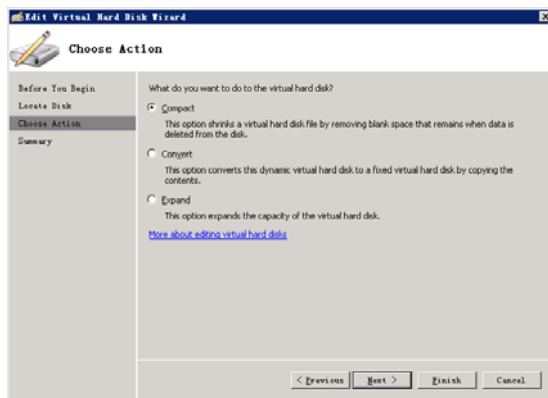 Edit Virtual Hard Disk Wizard
Choose Action
Before You Begin
Locate Disk
Choose Action
Summary
What do you want to do to the virtual hard disk?
Compact
This option shrinks a virtual hard disk file by removing blank space that remains when data is
deleted from the disk.
Convert
This option converts this dynamic virtual hard disk to a fixed virtual hard disk by copying the
contents.
Expand
This option expands the capacity of the virtual hard disk.
More about editing virtual hard disks
< Previous Next > Finish Cancel